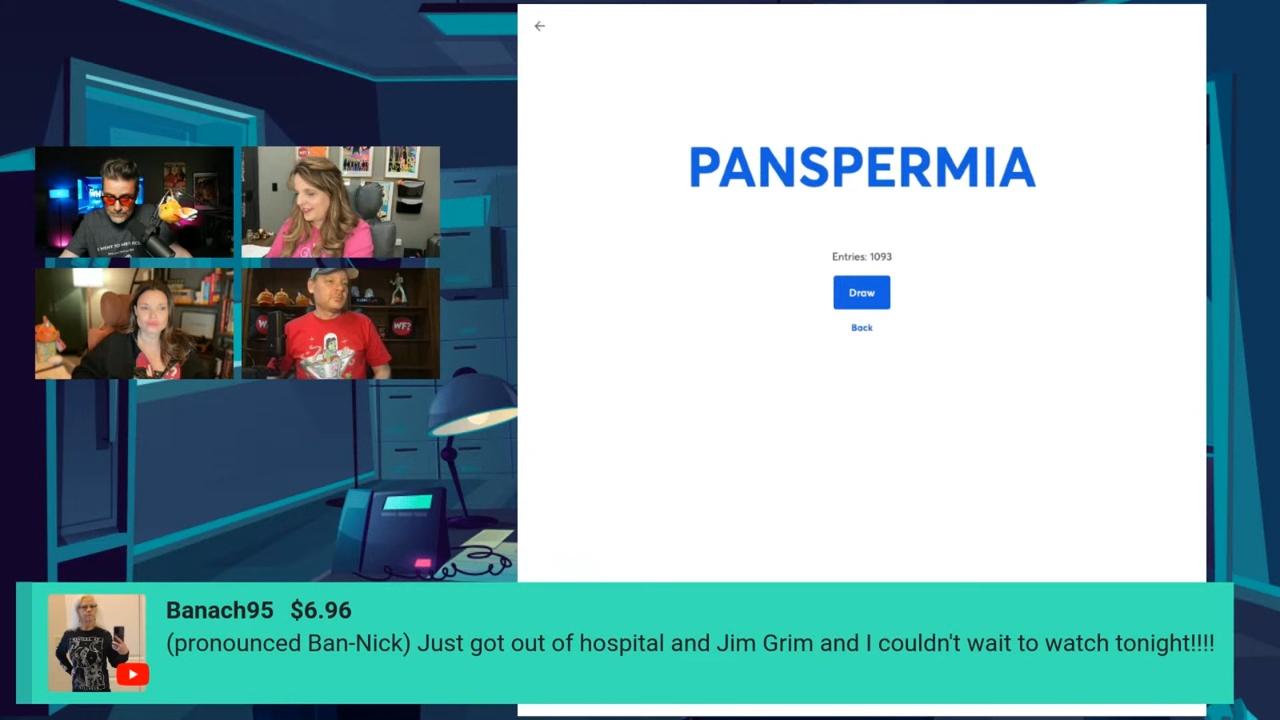 PANSPERMIA
Entries: 1093
Draw
Back
WF?
Banach95 $6.96
(pronounced Ban-Nick) Just got out of hospital and Jim Grim and I couldn't wait to watch tonight!!!!